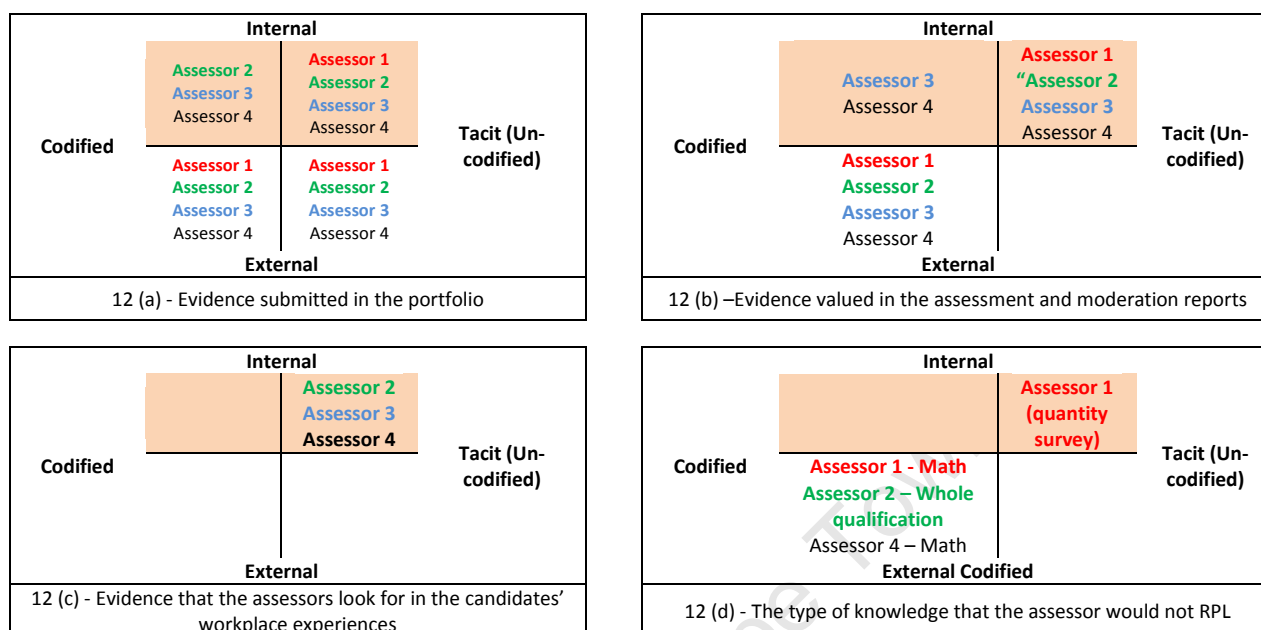 Internal
Assessor 2
Assessor 3
Assessor 4
Assessor 1
Assessor 2
Assessor 3
Assessor 4
Codified
Tacit (Un-
codified)
Assessor 1
Assessor 2
Assessor 3
Assessor 4
Assessor 1
Assessor 2
Assessor 3
Assessor 4
External
12 (a) - Evidence submitted in the portfolio
Internal
Assessor 3
Assessor 4
Assessor 1
“Assessor 2
Assessor 3
Assessor 4
Codified
Tacit (Un-
codified)
Assessor 1
Assessor 2
Assessor 3
Assessor 4
External
12 (b) –Evidence valued in the assessment and moderation reports
Internal
Assessor 2
Assessor 3
Assessor 4
Codified
Tacit (Un-
codified)
External
12 (c) - Evidence that the assessors look for in the candidates’
workplace experiences
Internal
Assessor 1
(quantity
survey)
Codified
Tacit (Un-
codified)
Assessor 1 - Math
Assessor 2 – Whole
qualification
Assessor 4 – Math
External Codified
12 (d) - The type of knowledge that the assessor would not RPL